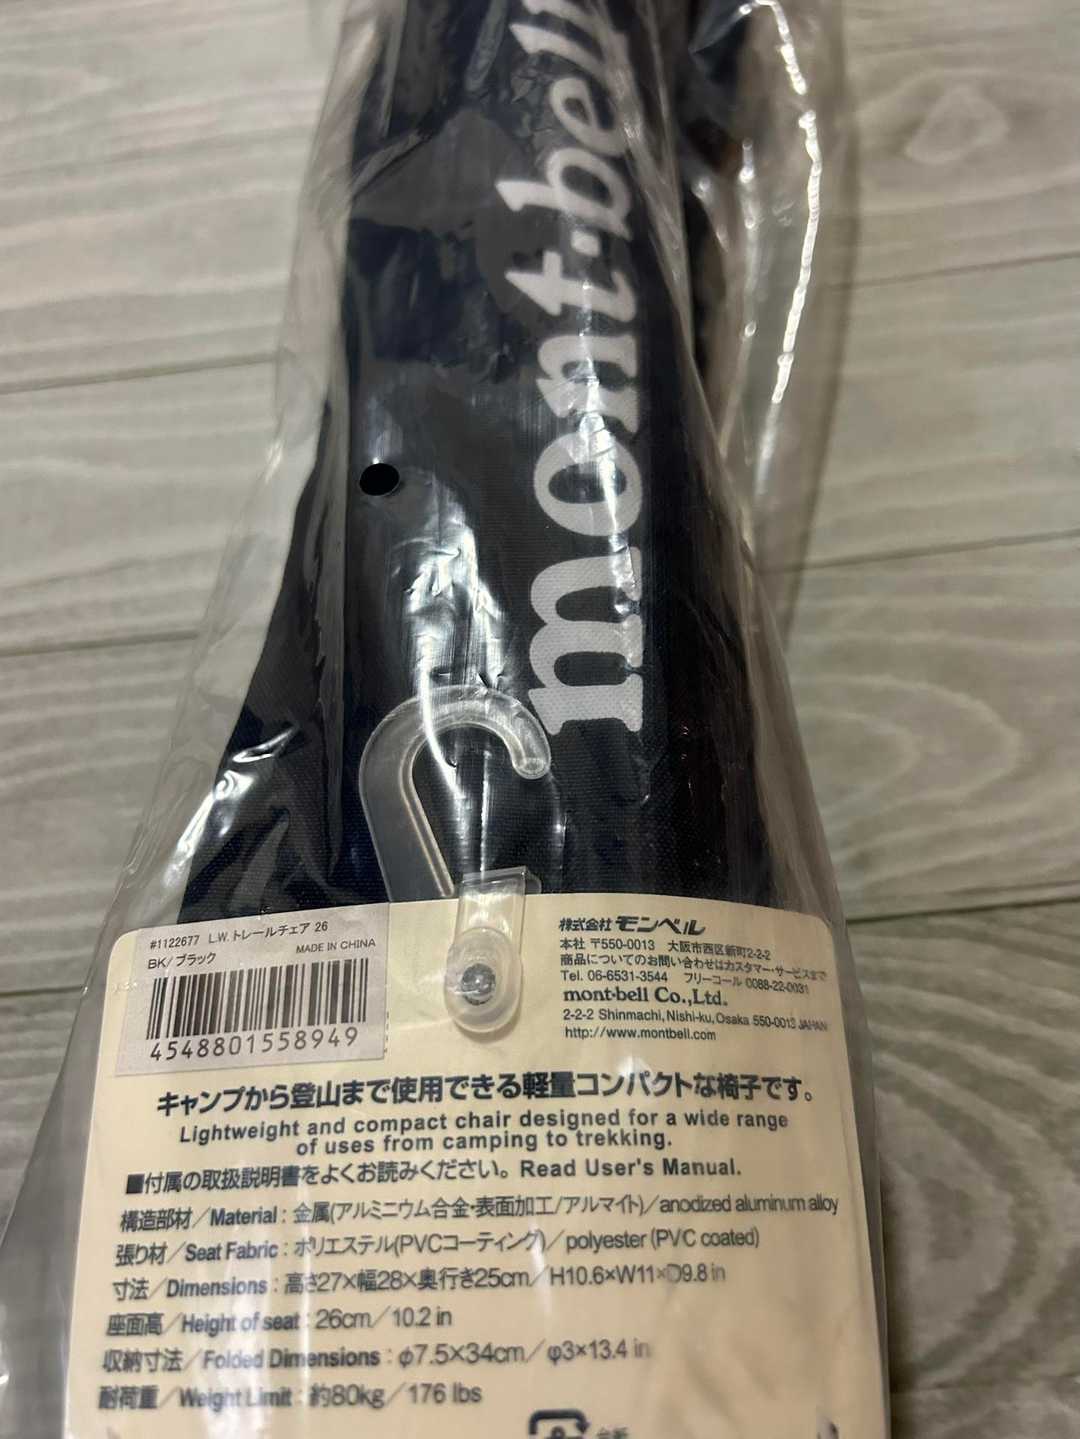 mont·bell
#1122677 L.W.トレールチェア 26
MADE IN CHINA
BK/ブラック
4548801558949
株式会社モンベル
本社 〒550-0013 大阪市西区新町2-2-2
商品についてのお問い合わせはカスタマー・サービスまで
Tel. 06-6531-3544 フリーコール 0088-22-0031
mont·bell Co.,Ltd.
2-2-2 Shinmachi, Nishi-ku, Osaka 550-0013 JAPAN
http://www.montbell.com
キャンプから登山まで使用できる軽量コンパクトな椅子です。
Lightweight and compact chair designed for a wide range
of uses from camping to trekking.
■付属の取扱説明書をよくお読みください。Read User's Manual.
構造部材/Material：金属(アルミニウム合金・表面加工/アルマイト)/anodized aluminum alloy
張り材/Seat Fabric：ポリエステル(PVCコーティング)/polyester (PVC coated)
寸法/Dimensions：高さ27×幅28×奥行き25cm/H10.6×W11×D9.8 in
座面高/Height of seat：26cm/10.2 in
収納寸法/Folded Dimensions：φ7.5×34cm/φ3×13.4 in
耐荷重/Weight Limit：約80kg/176 lbs